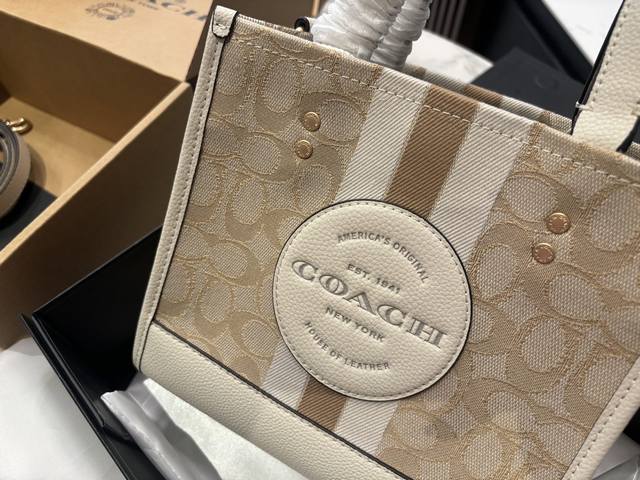 AMERICA'S ORIGINAL
EST. 1941
COACH
NEW YORK
HOUSE OF LEATHER